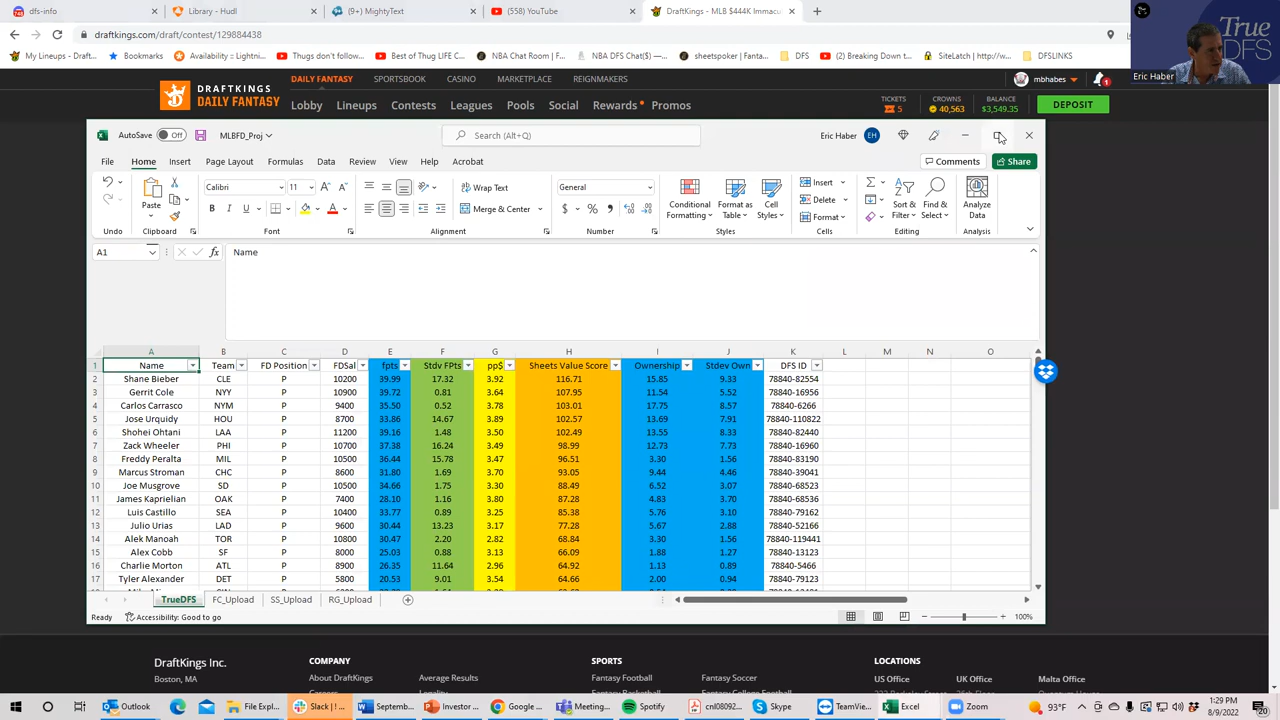 dfs-info
Library - Hudl
(9+) MightyText
(558) YouTube
DraftKings - MLB $444K Immacu
draftkings.com/draft/contest/129884438
True
DFS
Eric Haber
My Lineups - Draft...
Bookmarks
Availability = Lightni...
Thugs don't follow...
Best of Thug LIFE C...
NBA Chat Room | F...
NBA DFS Chat($) -...
sheetspoker | Fanta...
DFS
(2) Breaking Down t...
SiteLatch | http://w...
DFSLINKS
DAILY FANTASY
SPORTSBOOK
CASINO
MARKETPLACE
REIGNMAKERS
mbhabes
1
DRAFTKINGS
DAILY FANTASY
Lobby
Lineups
Contests
Leagues
Pools
Social
Rewards
Promos
TICKETS
5
CROWNS
40,563
BALANCE
$3,549.35
DEPOSIT
AutoSave
Off
MLBFD_Proj
Search (Alt+Q)
Eric Haber
EH
File
Home
Insert
Page Layout
Formulas
Data
Review
View
Help
Acrobat
Comments
Share
Paste
Calibri
11
Wrap Text
Merge & Center
General
Conditional Formatting
Format as Table
Cell Styles
Insert
Delete
Format
Sort & Filter
Find & Select
Analyze Data
Undo
Clipboard
Font
Alignment
Number
Styles
Cells
Editing
Analysis
A1
fx
Name
A B C D E F G H I J K L M N O
1 Name Team FD Position FDSal fpts Stdv FPts pp$ Sheets Value Score Ownership Stdev Own DFS ID
2 Shane Bieber CLE P 10200 39.99 17.32 3.92 116.71 15.85 9.33 78840-82554
3 Gerrit Cole NYY P 10900 39.72 0.81 3.64 107.95 11.54 5.52 78840-16956
4 Carlos Carrasco NYM P 9400 35.50 0.52 3.78 103.01 17.75 8.57 78840-6266
5 Jose Urquidy HOU P 8700 33.86 14.67 3.89 102.57 13.69 7.91 78840-110822
6 Shohei Ohtani LAA P 11200 39.16 1.48 3.50 102.49 13.55 8.33 78840-82440
7 Zack Wheeler PHI P 10700 37.38 16.24 3.49 98.99 12.73 7.73 78840-16960
8 Freddy Peralta MIL P 10500 36.44 15.78 3.47 96.51 3.30 1.56 78840-83190
9 Marcus Stroman CHC P 8600 31.80 1.69 3.70 93.05 9.44 4.46 78840-39041
10 Joe Musgrove SD P 10500 34.66 1.75 3.30 88.49 6.52 3.07 78840-68523
11 James Kaprielian OAK P 7400 28.10 1.16 3.80 87.28 4.83 3.70 78840-68536
12 Luis Castillo SEA P 10400 33.77 0.89 3.25 85.38 5.76 3.10 78840-79162
13 Julio Urias LAD P 9600 30.44 13.23 3.17 77.28 5.67 2.88 78840-52166
14 Alek Manoah TOR P 10800 30.47 2.20 2.82 68.84 3.30 1.56 78840-119441
15 Alex Cobb SF P 8000 25.03 0.88 3.13 66.09 1.88 1.27 78840-13123
16 Charlie Morton ATL P 8900 26.35 11.64 2.96 64.92 1.13 0.89 78840-5466
17 Tyler Alexander DET P 5800 20.53 9.01 3.54 64.66 2.00 0.94 78840-79123
TrueDFS
FC_Upload
SS_Upload
RG_Upload
Ready
Accessibility: Good to go
100%
DraftKings Inc.
Boston, MA
COMPANY
About DraftKings
Average Results
Careers
Legality
SPORTS
Fantasy Football
Fantasy Soccer
Fantasy Basketball
LOCATIONS
US Office
UK Office
Malta Office
Outlook
File Explo...
Slack | !...
Septemb...
Investor ...
Google ...
Meeting...
Spotify
cnl08092...
Skype
TeamVie...
Excel
Zoom
93°F
1:29 PM
8/9/2022
20